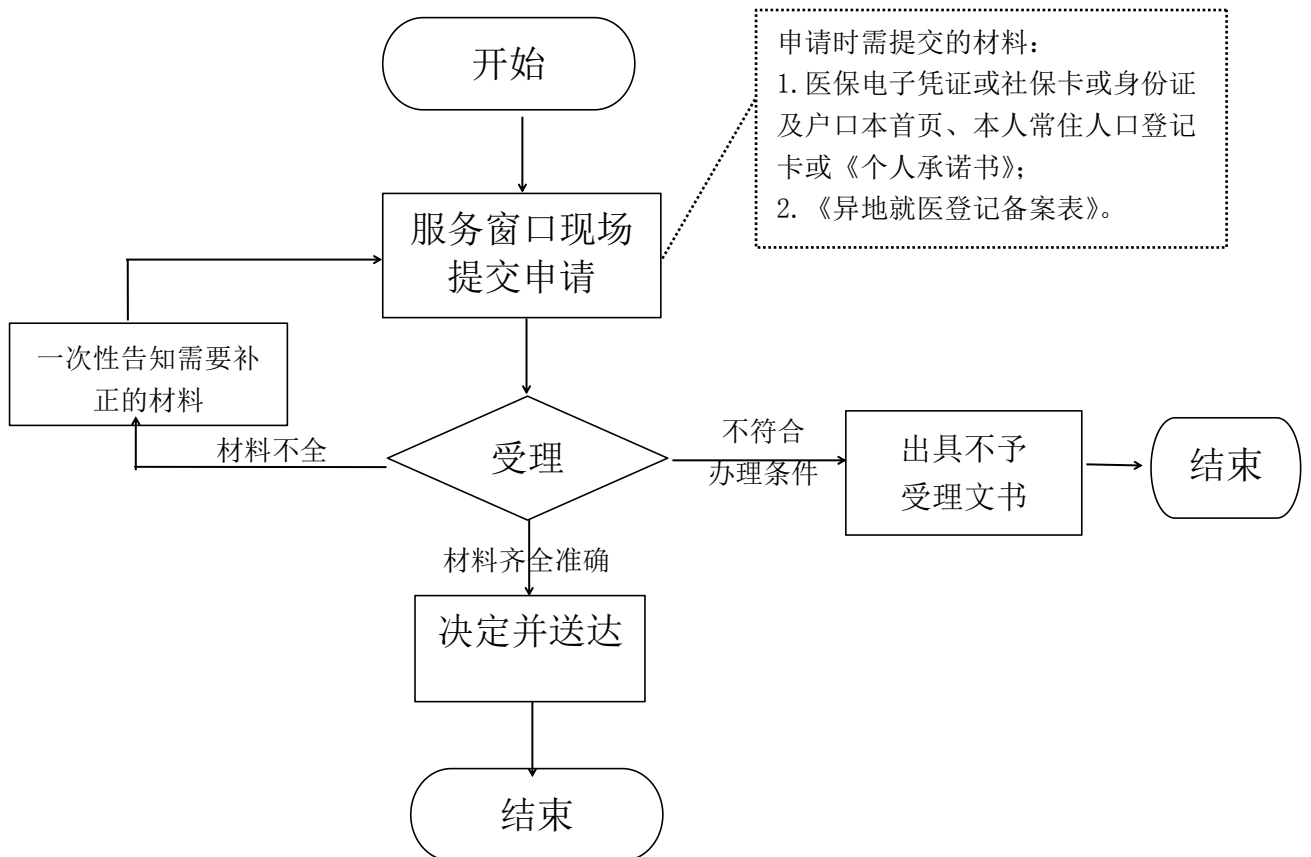 开始
申请时需提交的材料：
1.医保电子凭证或社保卡或身份证
及户口本首页、本人常住人口登记
卡或《个人承诺书》；
2.《异地就医登记备案表》。
服务窗口现场
提交申请
一次性告知需要补
正的材料
材料不全
受理
不符合
办理条件
出具不予
受理文书
结束
材料齐全准确
决定并送达
结束